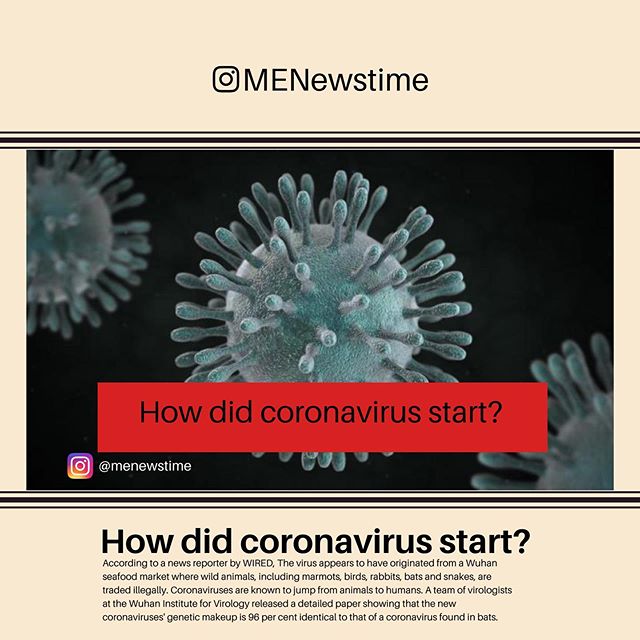 MENewstime
How did coronavirus start?
@menewstime
How did coronavirus start?
According to a news reporter by WIRED, The virus appears to have originated from a Wuhan
seafood market where wild animals, including marmots, birds, rabbits, bats and snakes, are
traded illegally. Coronaviruses are known to jump from animals to humans. A team of virologists
at the Wuhan Institute for Virology released a detailed paper showing that the new
coronaviruses' genetic makeup is 96 per cent identical to that of a coronavirus found in bats.